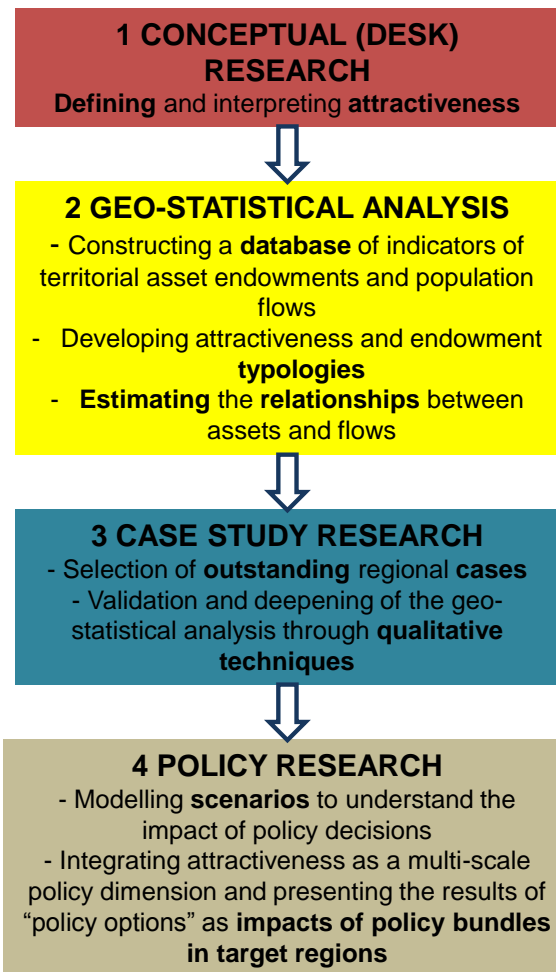 1 CONCEPTUAL (DESK)
RESEARCH
Defining and interpreting attractiveness
2 GEO-STATISTICAL ANALYSIS
- Constructing a database of indicators of
territorial asset endowments and population
flows
- Developing attractiveness and endowment
typologies
- Estimating the relationships between
assets and flows
3 CASE STUDY RESEARCH
- Selection of outstanding regional cases
- Validation and deepening of the geo-
statistical analysis through qualitative
techniques
4 POLICY RESEARCH
- Modelling scenarios to understand the
impact of policy decisions
- Integrating attractiveness as a multi-scale
policy dimension and presenting the results of
“policy options” as impacts of policy bundles
in target regions